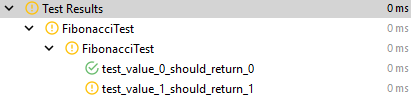 Test Results 0 ms
FibonacciTest 0 ms
FibonacciTest 0 ms
test_value_0_should_return_0 0 ms
test_value_1_should_return_1 0 ms